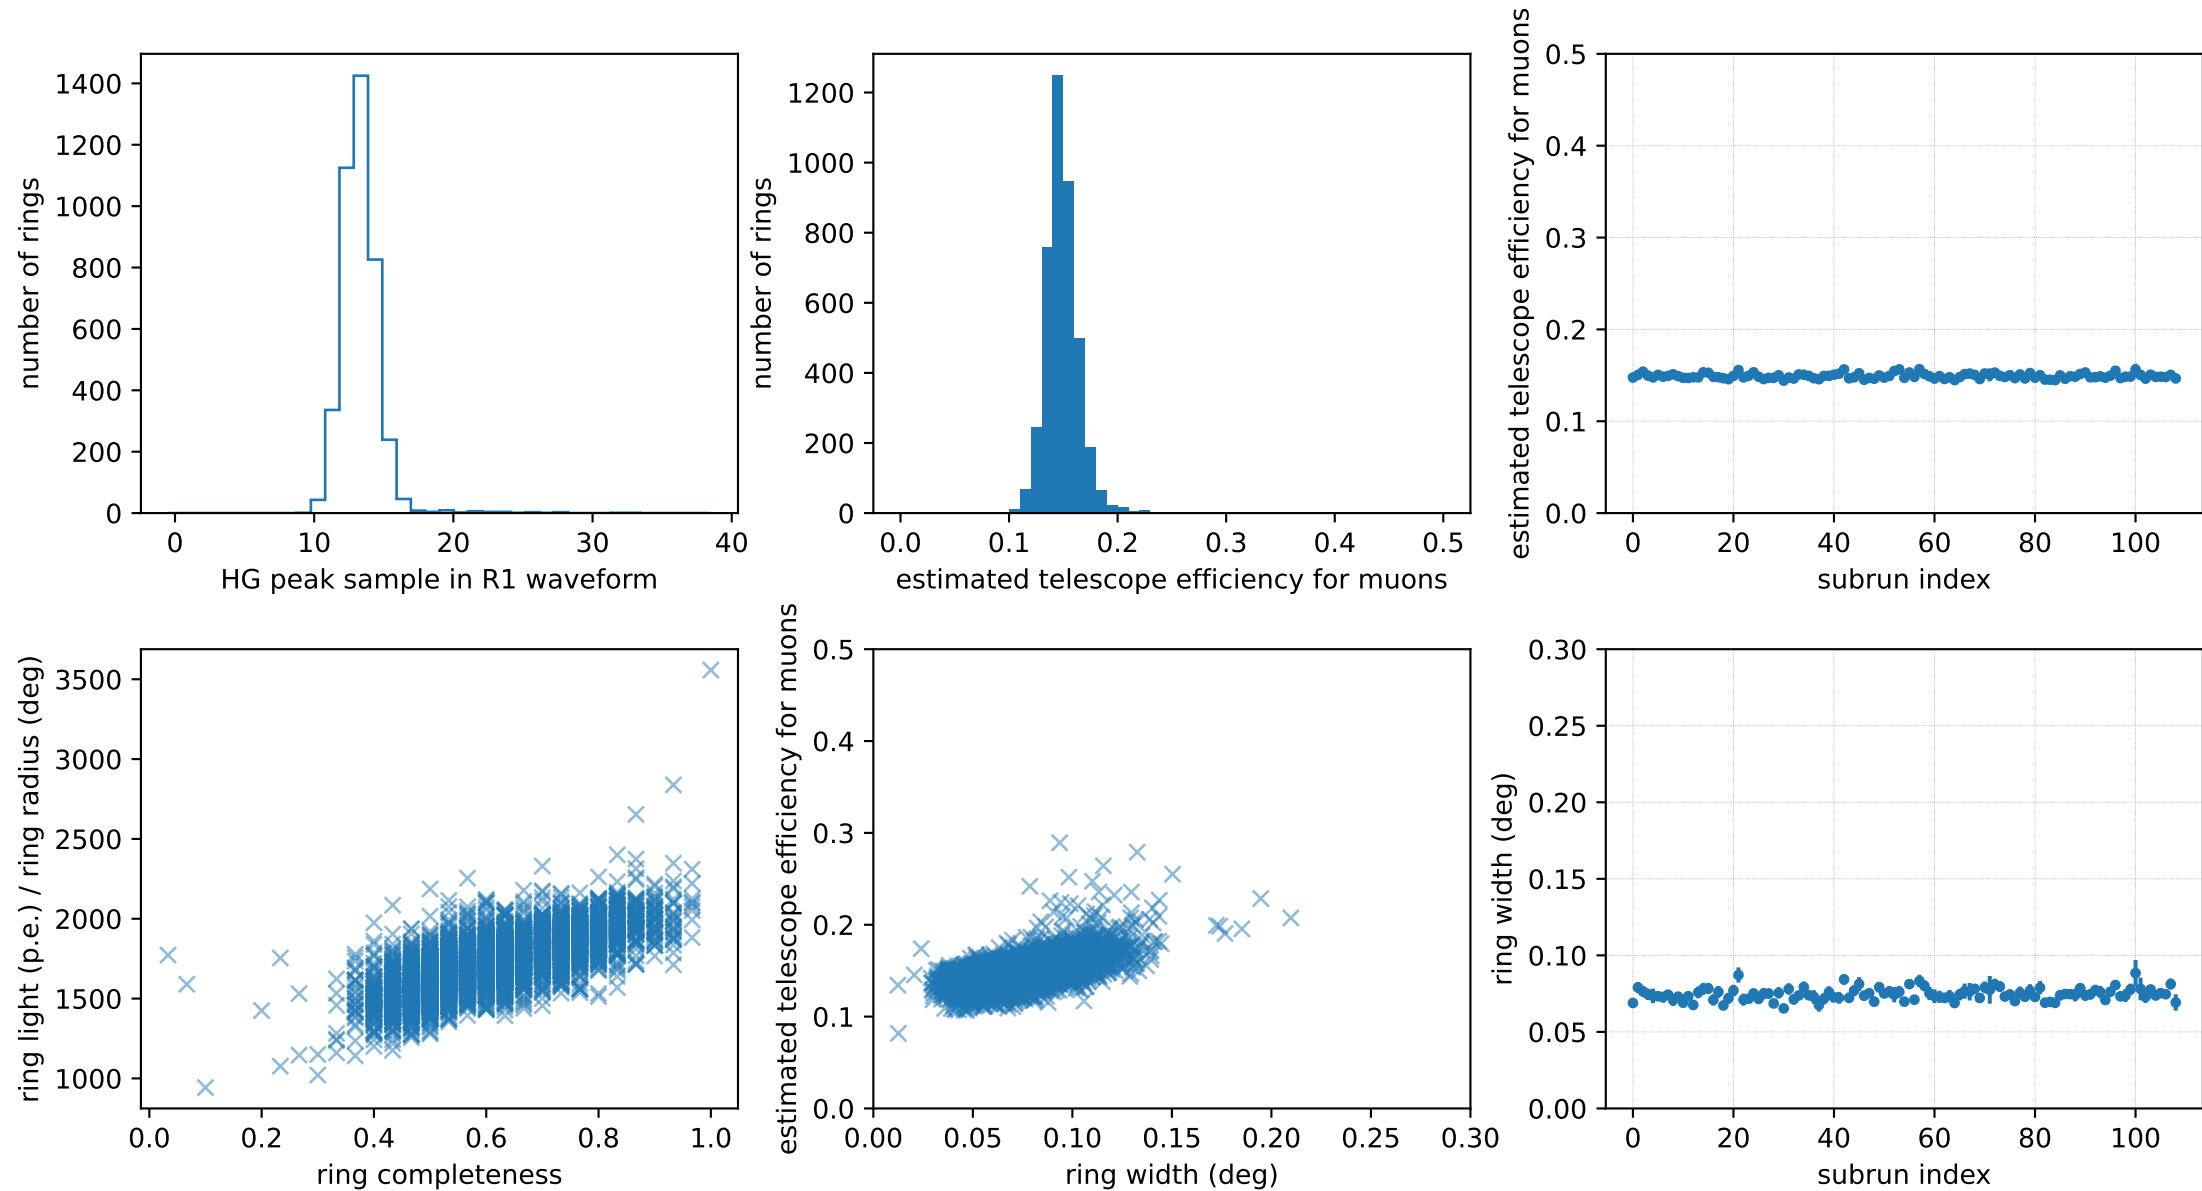 1400
1200
1000
800
600
400
200
0
number of rings
0 10 20 30 40
HG peak sample in R1 waveform
1200
1000
800
600
400
200
0
number of rings
0.0 0.1 0.2 0.3 0.4 0.5
estimated telescope efficiency for muons
0.5
0.4
0.3
0.2
0.1
0.0
estimated telescope efficiency for muons
0 20 40 60 80 100
subrun index
3500
3000
2500
2000
1500
1000
ring light (p.e.) / ring radius (deg)
0.0 0.2 0.4 0.6 0.8 1.0
ring completeness
0.5
0.4
0.3
0.2
0.1
0.0
estimated telescope efficiency for muons
0.00 0.05 0.10 0.15 0.20 0.25 0.30
ring width (deg)
0.30
0.25
0.20
0.15
0.10
0.05
0.00
ring width (deg)
0 20 40 60 80 100
subrun index